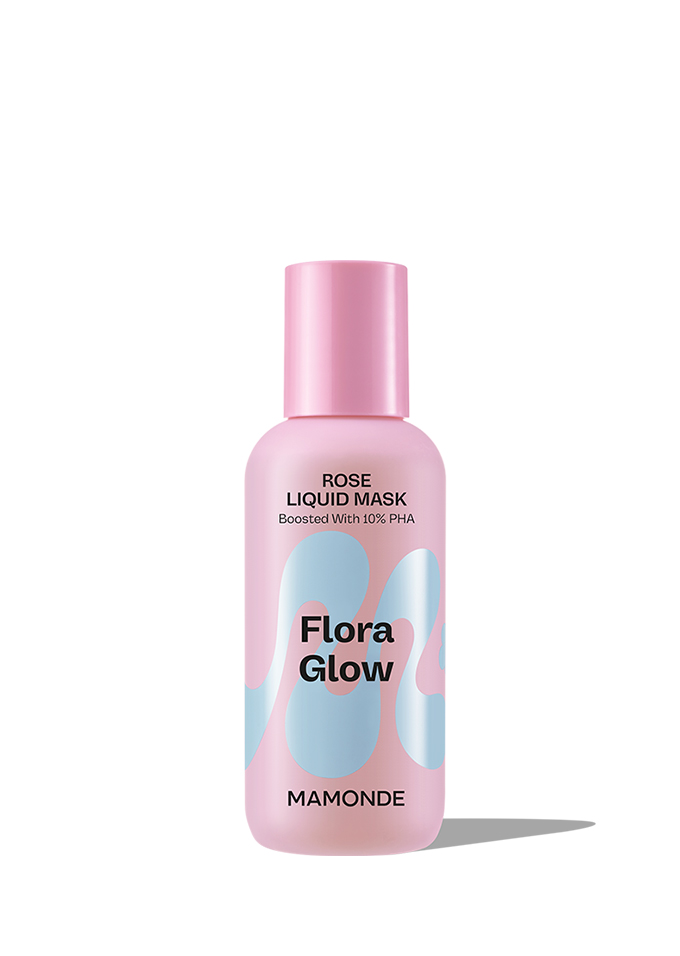 ROSE
LIQUID MASK
Boosted With 10% PHA
Flora
Glow
MAMONDE